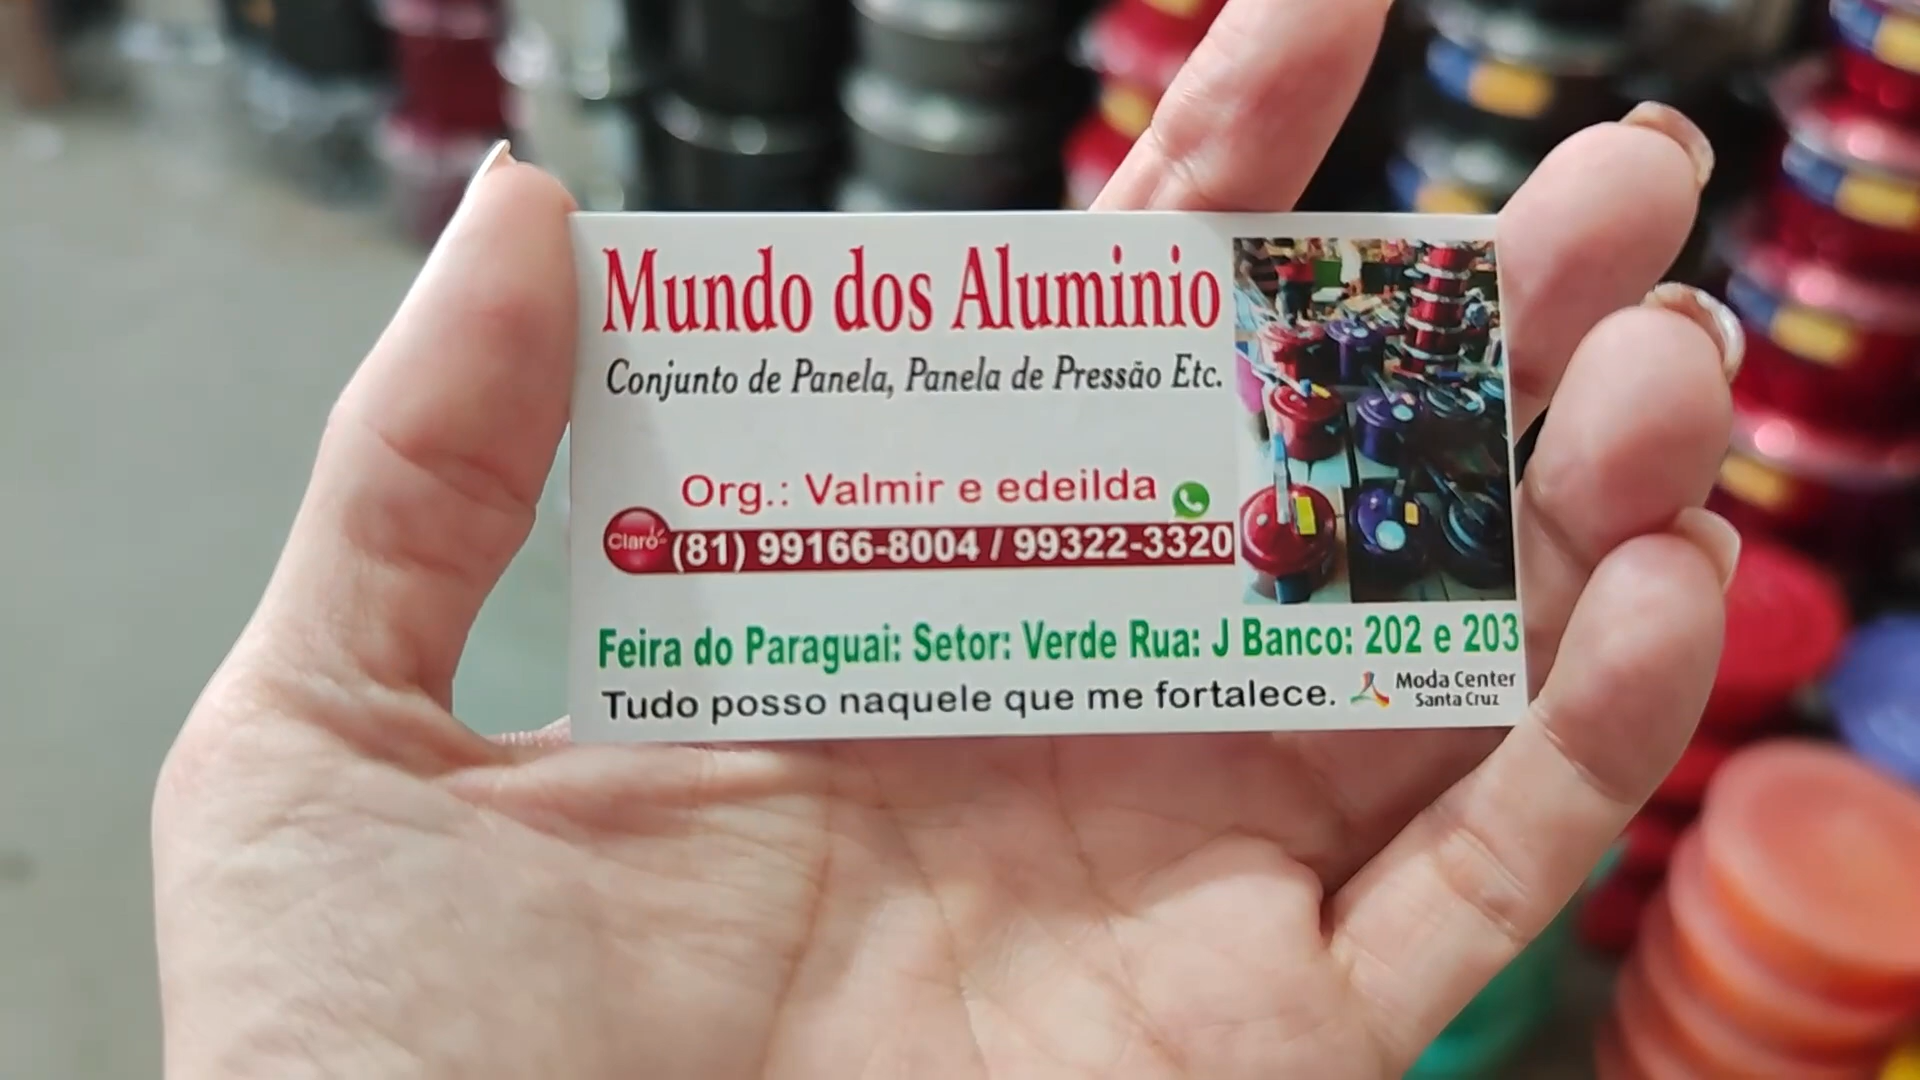 Mundo dos Aluminio
Conjunto de Panela, Panela de Pressão Etc.
Org.: Valmir e edeilda
Claro (81) 99166-8004 / 99322-3320
Feira do Paraguai: Setor: Verde Rua: J Banco: 202 e 203
Tudo posso naquele que me fortalece.
Moda Center
Santa Cruz